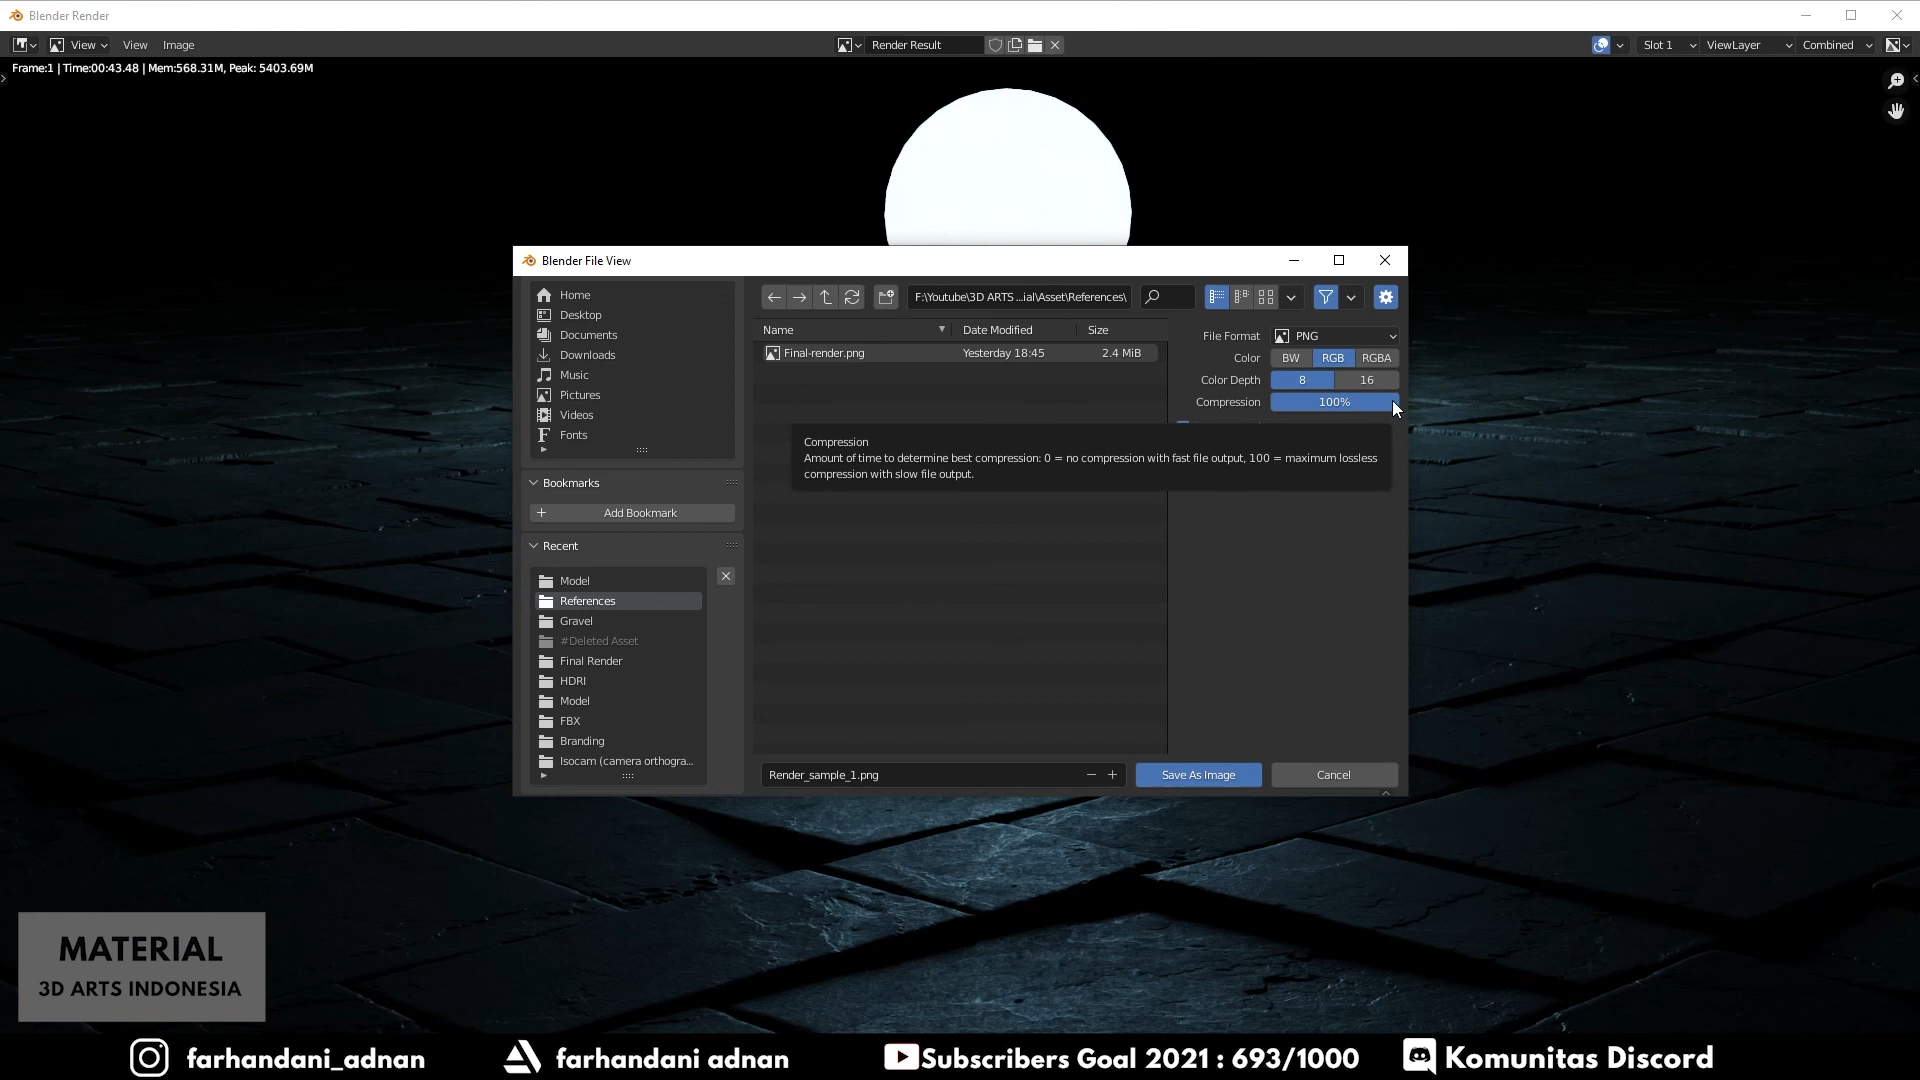 Blender Render
View View Image Render Result Slot 1 ViewLayer Combined
Frame:1 | Time:00:43.48 | Mem:568.31M, Peak: 5403.69M
Blender File View
Home
Desktop
Documents
Downloads
Music
Pictures
Videos
Fonts
Bookmarks
Add Bookmark
Recent
Model
References
Gravel
#Deleted Asset
Final Render
HDRI
Model
FBX
Branding
Isocam (camera orthogra...
F:\Youtube\3D ARTS ...ial\Asset\References\
Name Date Modified Size
Final-render.png Yesterday 18:45 2.4 MiB
File Format PNG
Color BW RGB RGBA
Color Depth 8 16
Compression 100%
Compression
Amount of time to determine best compression: 0 = no compression with fast file output, 100 = maximum lossless
compression with slow file output.
Render_sample_1.png Save As Image Cancel
MATERIAL
3D ARTS INDONESIA
farhandani_adnan farhandani adnan Subscribers Goal 2021 : 693/1000 Komunitas Discord